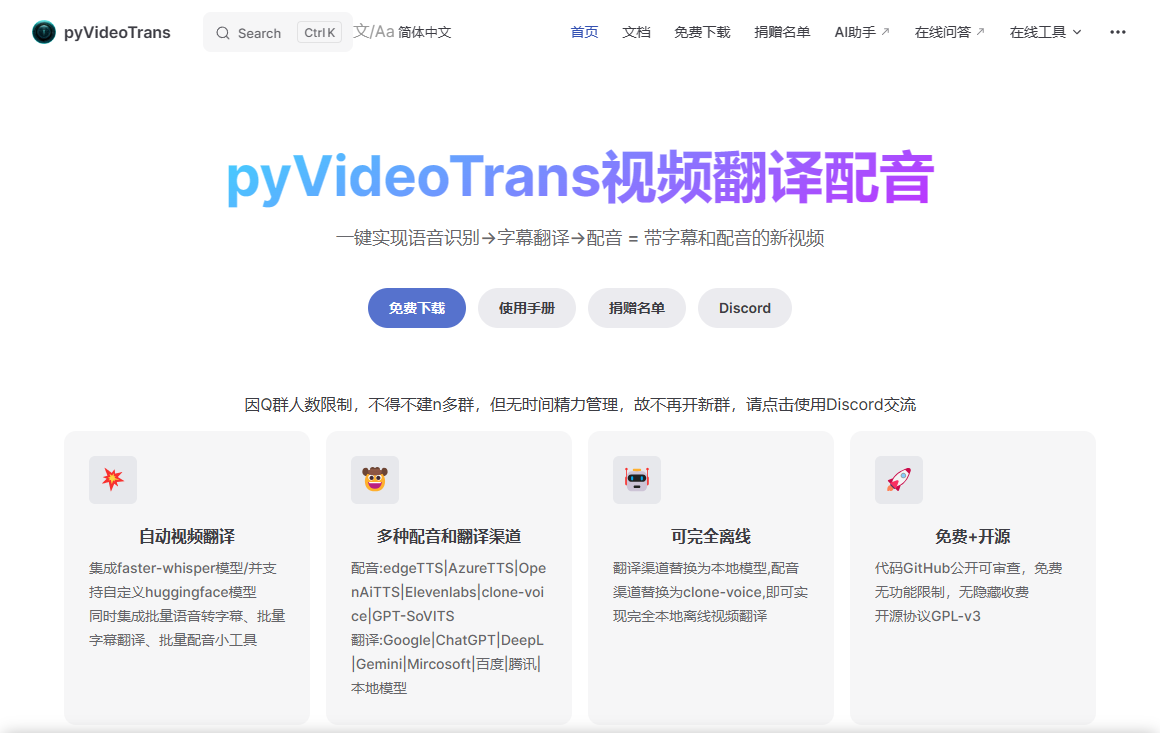 pyVideoTrans
Search Ctrl K 文/Aa 简体中文
首页 文档 免费下载 捐赠名单 AI助手 在线问答 在线工具
pyVideoTrans视频翻译配音
一键实现语音识别→字幕翻译→配音 = 带字幕和配音的新视频
免费下载 使用手册 捐赠名单 Discord
因Q群人数限制，不得不建n多群，但无时间精力管理，故不再开新群，请点击使用Discord交流
自动视频翻译
集成faster-whisper模型/并支
持自定义huggingface模型
同时集成批量语音转字幕、批量
字幕翻译、批量配音小工具
多种配音和翻译渠道
配音:edgeTTS|AzureTTS|Ope
nAiTTS|Elevenlabs|clone-voi
ce|GPT-SoVITS
翻译:Google|ChatGPT|DeepL
|Gemini|Mircosoft|百度|腾讯|
本地模型
可完全离线
翻译渠道替换为本地模型,配音
渠道替换为clone-voice,即可实
现完全本地离线视频翻译
免费+开源
代码GitHub公开可审查，免费
无功能限制，无隐藏收费
开源协议GPL-v3